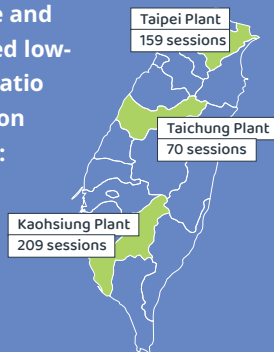 e and
ed low-
atio
on
:
Taipei Plant
159 sessions
Taichung Plant
70 sessions
Kaohsiung Plant
209 sessions